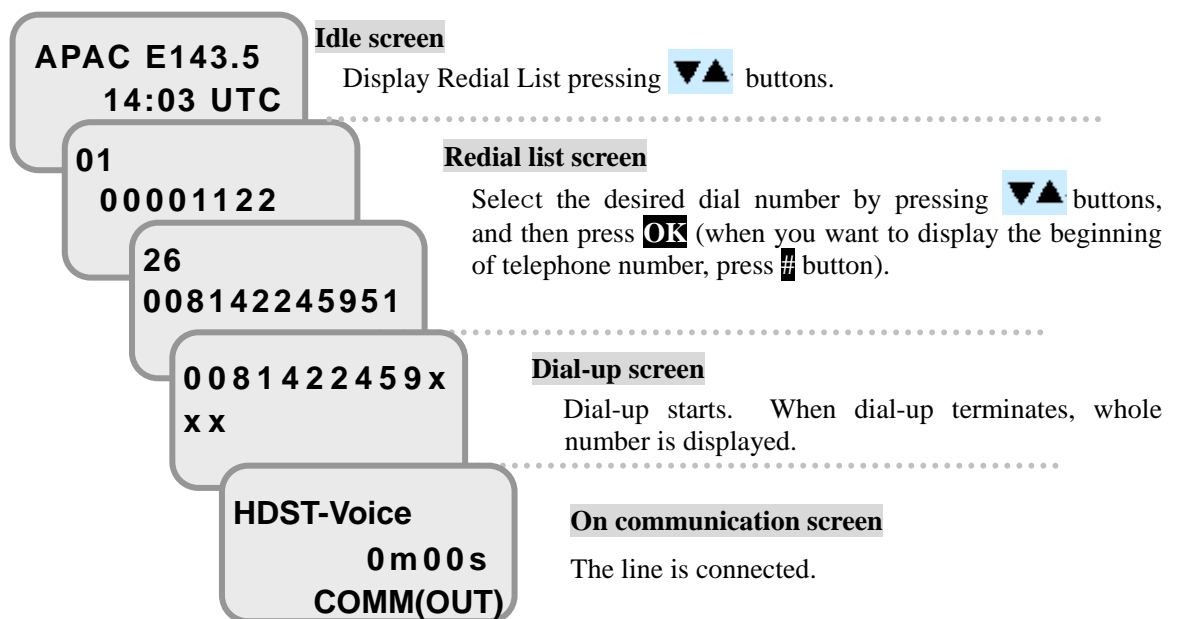 APAC E143.5
14:03 UTC
Idle screen
Display Redial List pressing ▼▲ buttons.
01
00001122
26
008142245951
Redial list screen
Select the desired dial number by pressing ▼▲ buttons,
and then press OK (when you want to display the beginning
of telephone number, press # button).
0081422459x
xx
Dial-up screen
Dial-up starts. When dial-up terminates, whole
number is displayed.
HDST-Voice
0m00s
COMM(OUT)
On communication screen
The line is connected.